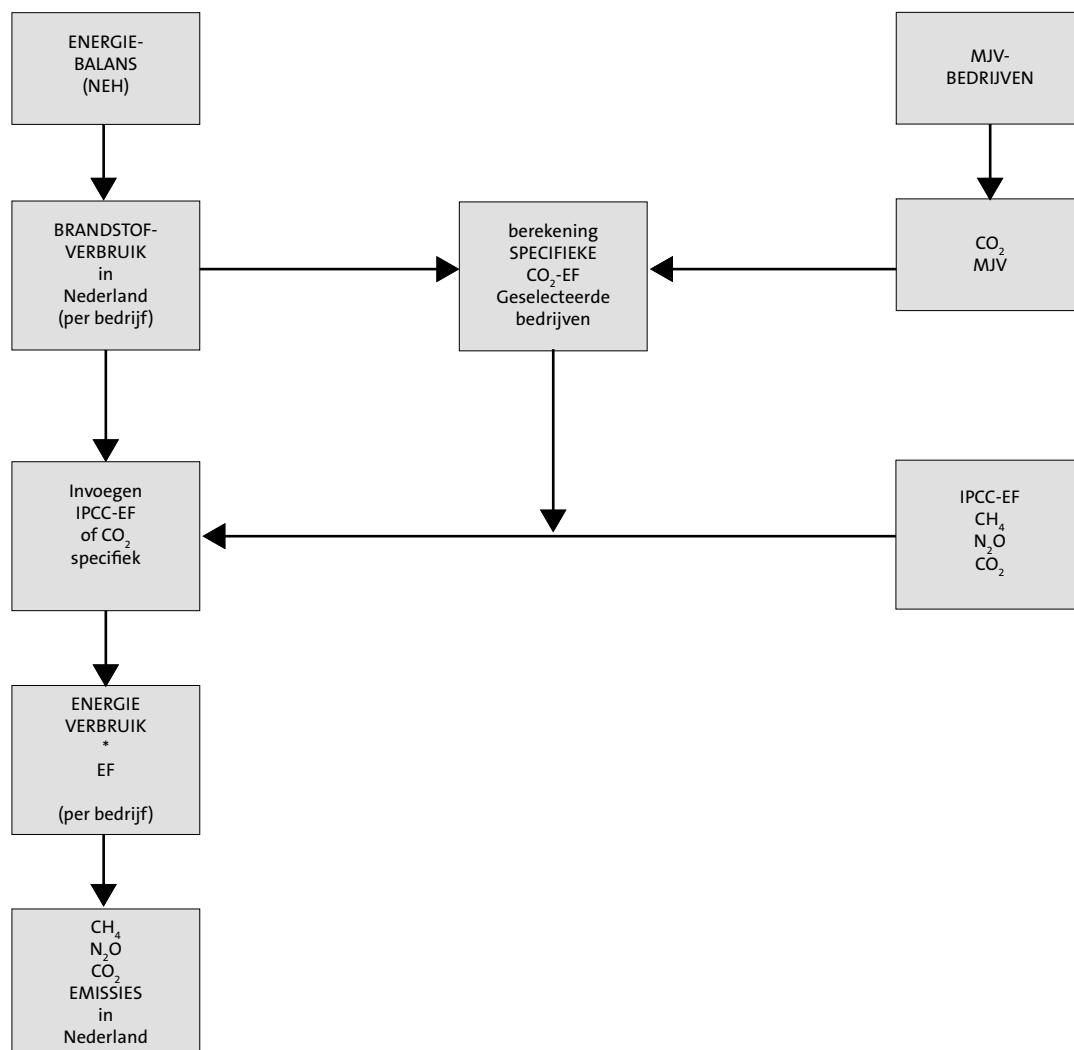 ENERGIE-
BALANS
(NEH)
MJV-
BEDRIJVEN
BRANDSTOF-
VERBRUIK
in
Nederland
(per bedrijf)
berekening
SPECIFIEKE
CO₂-EF
Geselecteerde
bedrijven
CO₂
MJV
Invoegen
IPCC-EF
of CO₂
specifiek
IPCC-EF
CH₄
N₂O
CO₂
ENERGIE
VERBRUIK
*
EF
(per bedrijf)
CH₄
N₂O
CO₂
EMISSIES
in
Nederland